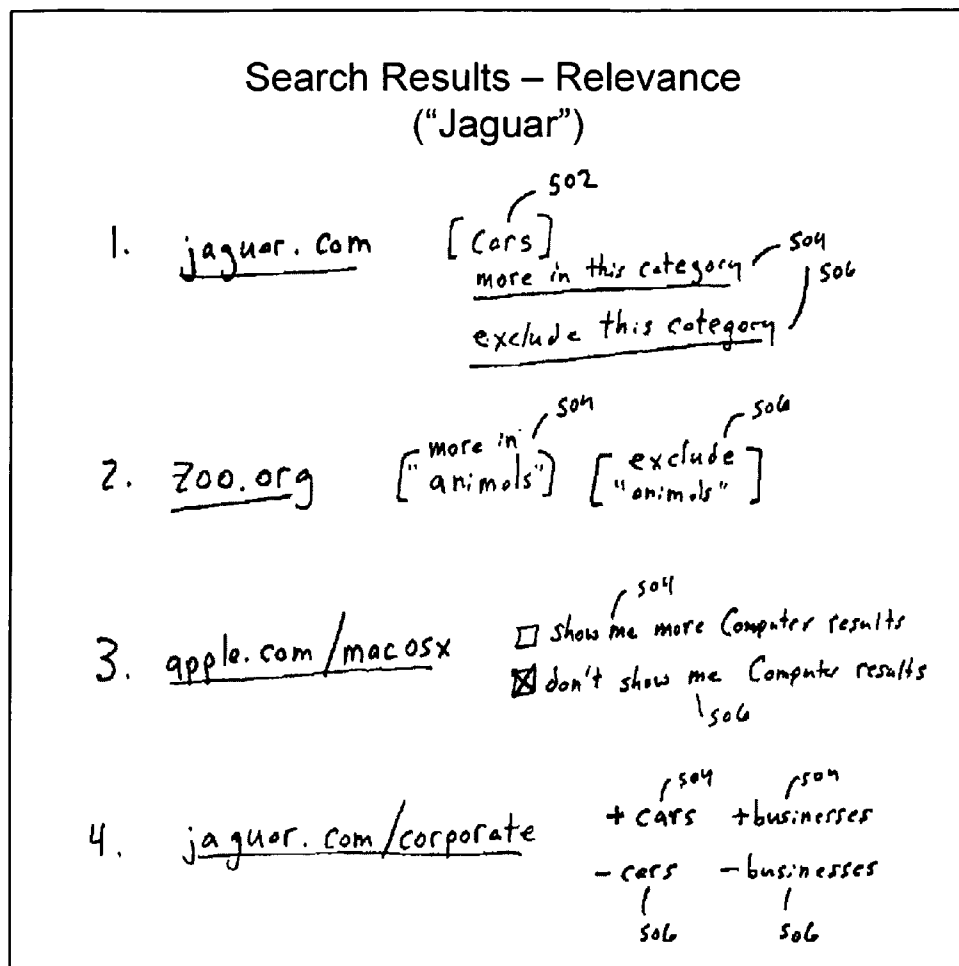 Search Results – Relevance
("Jaguar")
502
1. jaguar.com [Cars]
more in this category 504
exclude this category 506
504 506
2. zoo.org [more in "animals"] [exclude "animals"]
504
3. apple.com/macosx show me more Computer results
don't show me Computer results
506
504 504
4. jaguar.com/corporate + cars + businesses
- cars - businesses
506 506